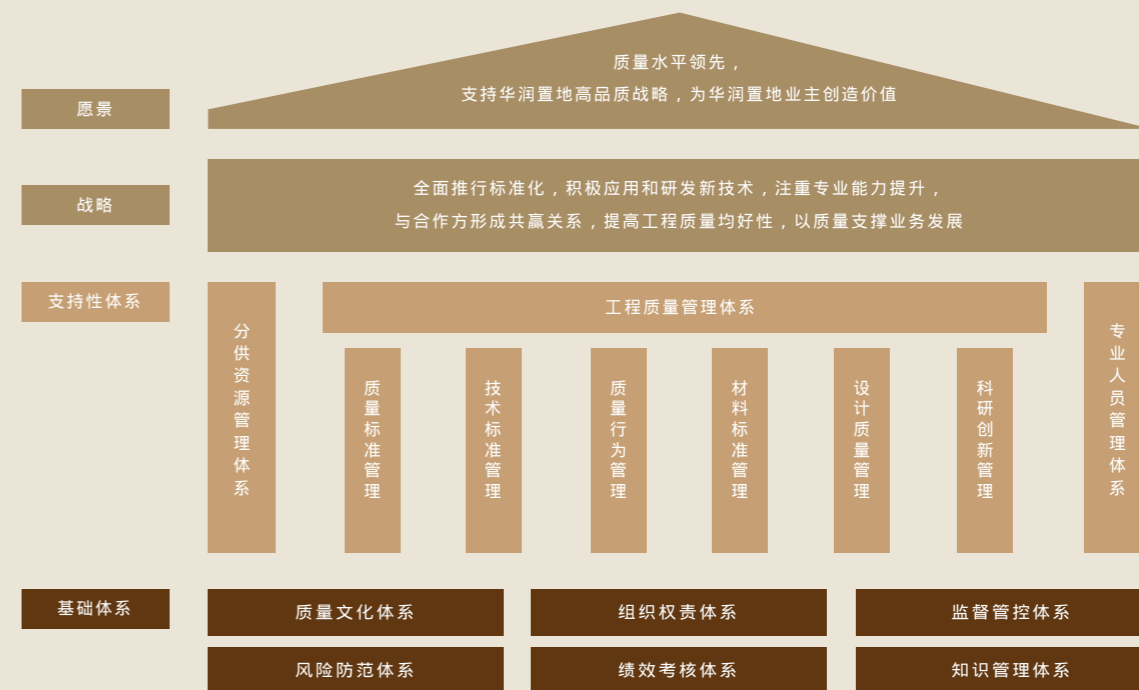 质量水平领先，
支持华润置地高品质战略，为华润置地业主创造价值
愿景
全面推行标准化，积极应用和研发新技术，注重专业能力提升，
与合作方形成共赢关系，提高工程质量均好性，以质量支撑业务发展
战略
支持性体系
分供资源管理体系
工程质量管理体系
质量标准管理
技术标准管理
质量行为管理
材料标准管理
设计质量管理
科研创新管理
专业人员管理体系
基础体系
质量文化体系
组织权责体系
监督管控体系
风险防范体系
绩效考核体系
知识管理体系